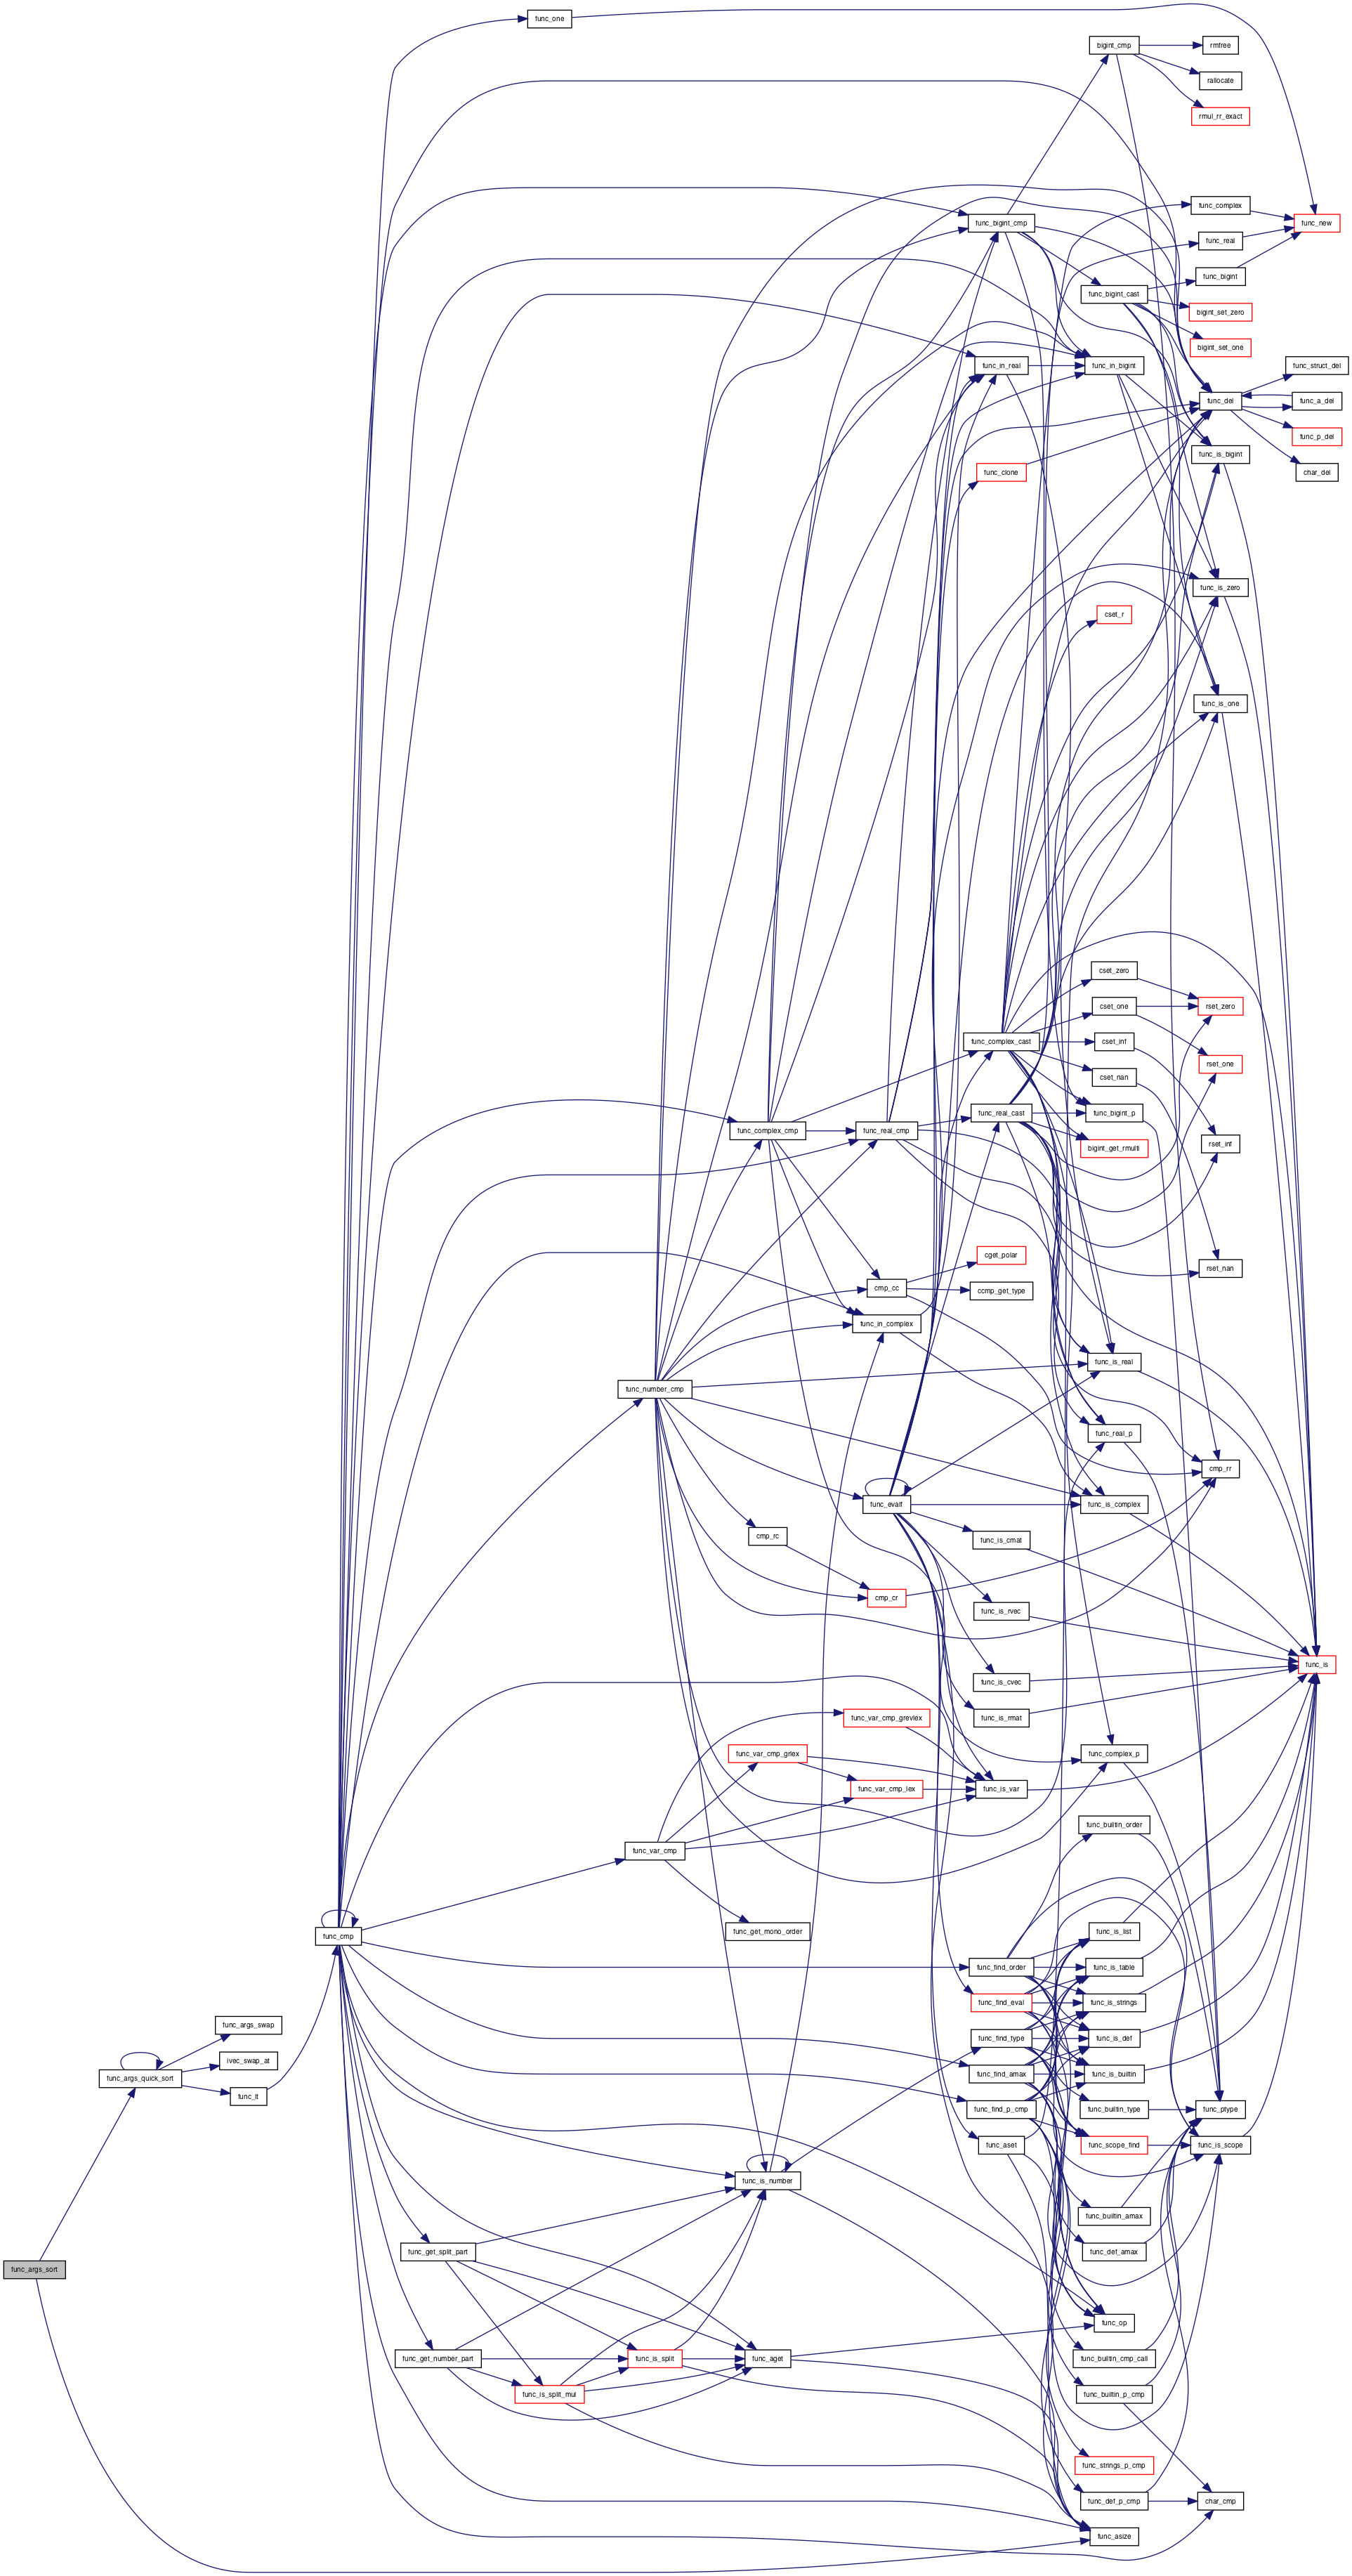 func_one
bigint_cmp
rmfree
rallocate
rmul_rr_exact
func_complex
func_new
func_bigint_cmp
func_real
func_bigint
func_bigint_cast
bigint_set_zero
bigint_set_one
func_in_real
func_in_bigint
func_struct_del
func_del
func_a_del
func_p_del
func_is_bigint
func_clone
char_del
func_is_zero
cset_r
func_is_one
cset_zero
cset_one
rset_zero
func_complex_cast
cset_inf
rset_one
cset_nan
func_real_cast
func_bigint_p
func_complex_cmp
func_real_cmp
bigint_get_rmulti
rset_inf
cget_polar
rset_nan
cmp_cc
ccmp_get_type
func_in_complex
func_is_real
func_number_cmp
func_real_p
cmp_rr
func_evalf
func_is_complex
cmp_rc
func_is_cmat
cmp_cr
func_is_rvec
func_is
func_is_cvec
func_var_cmp_grevlex
func_is_rmat
func_var_cmp_grlex
func_complex_p
func_var_cmp_lex
func_is_var
func_builtin_order
func_var_cmp
func_get_mono_order
func_is_list
func_cmp
func_find_order
func_is_table
func_find_eval
func_is_strings
func_args_swap
func_find_type
func_is_def
ivec_swap_at
func_args_quick_sort
func_find_amax
func_is_builtin
func_lt
func_find_p_cmp
func_builtin_type
func_ptype
func_aset
func_scope_find
func_is_scope
func_is_number
func_builtin_amax
func_get_split_part
func_def_amax
func_args_sort
func_op
func_get_number_part
func_is_split
func_aget
func_builtin_cmp_call
func_is_split_mul
func_builtin_p_cmp
func_strings_p_cmp
func_def_p_cmp
char_cmp
func_asize